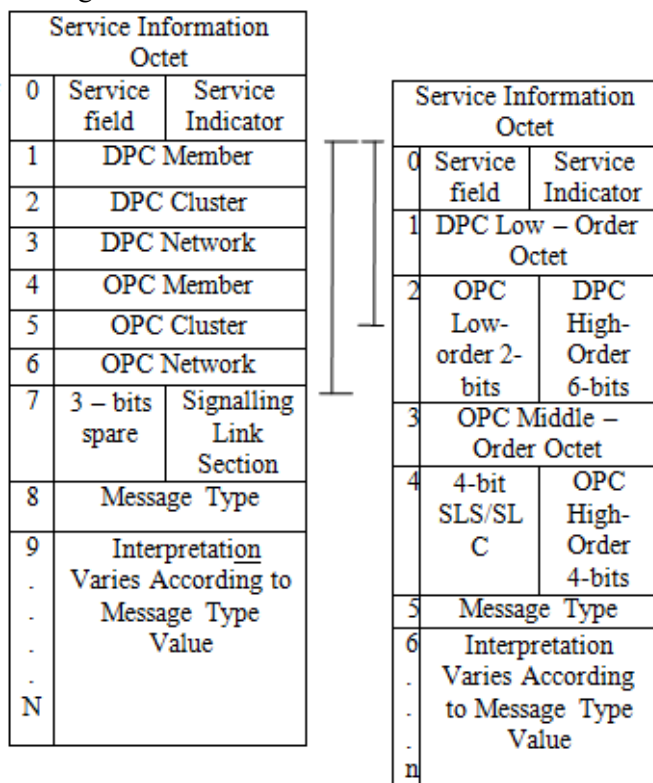 Service Information
Octet
0 Service Service
field Indicator
1 DPC Member
2 DPC Cluster
3 DPC Network
4 OPC Member
5 OPC Cluster
6 OPC Network
7 3 – bits Signalling
spare Link
Section
8 Message Type
9 Interpretation
. Varies According to
. Message Type
. Value
.
N
Service Information
Octet
0 Service Service
field Indicator
1 DPC Low – Order
Octet
2 OPC DPC
Low- High-
order 2- Order
bits 6-bits
3 OPC Middle –
Order Octet
4 4-bit OPC
SLS/SL High-
C Order
4-bits
5 Message Type
6 Interpretation
. Varies According
. to Message Type
. Value
n